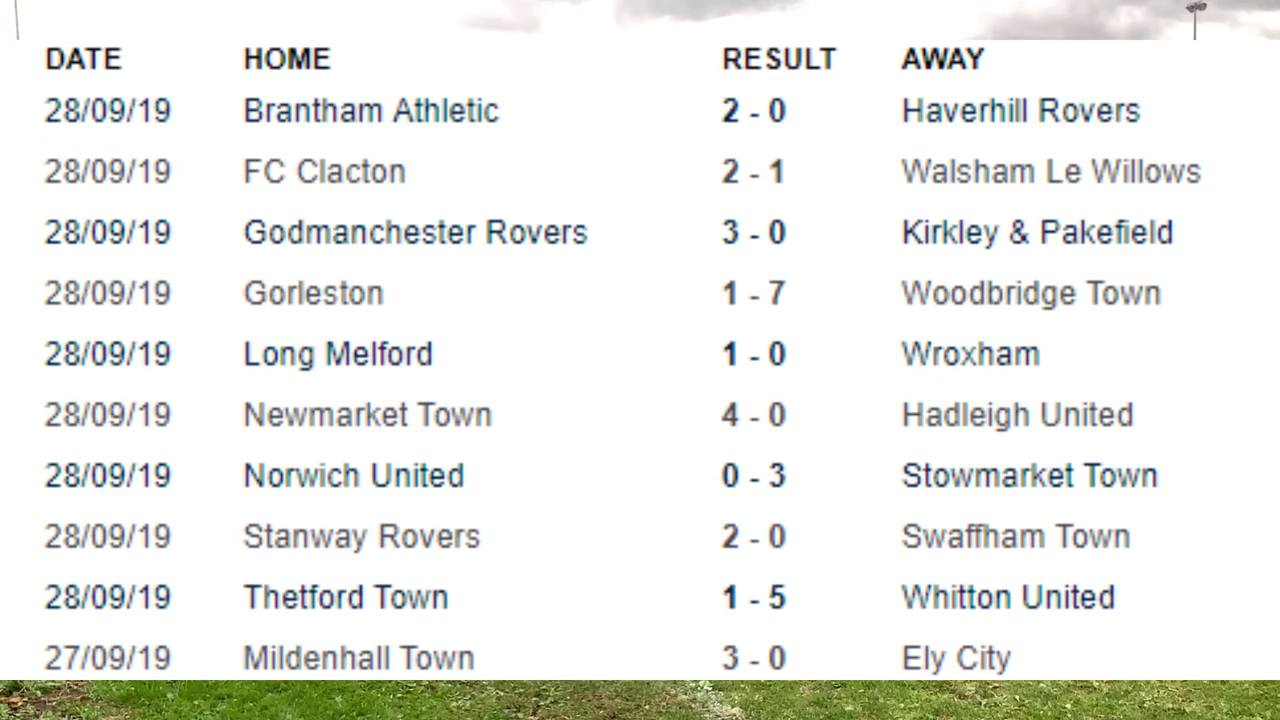 DATE HOME RESULT AWAY
28/09/19 Brantham Athletic 2 - 0 Haverhill Rovers
28/09/19 FC Clacton 2 - 1 Walsham Le Willows
28/09/19 Godmanchester Rovers 3 - 0 Kirkley & Pakefield
28/09/19 Gorleston 1 - 7 Woodbridge Town
28/09/19 Long Melford 1 - 0 Wroxham
28/09/19 Newmarket Town 4 - 0 Hadleigh United
28/09/19 Norwich United 0 - 3 Stowmarket Town
28/09/19 Stanway Rovers 2 - 0 Swaffham Town
28/09/19 Thetford Town 1 - 5 Whitton United
27/09/19 Mildenhall Town 3 - 0 Ely City